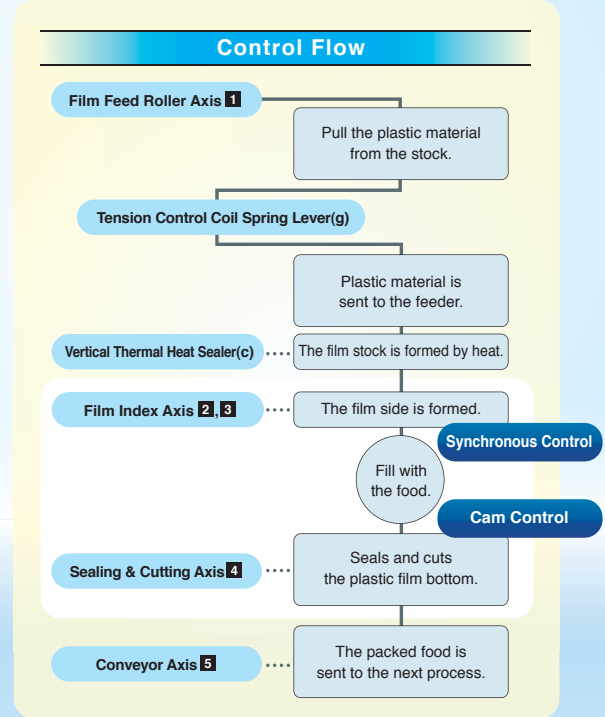 Control Flow
Film Feed Roller Axis 1
Pull the plastic material
from the stock.
Tension Control Coil Spring Lever(g)
Plastic material is
sent to the feeder.
Vertical Thermal Heat Sealer(c)
The film stock is formed by heat.
Film Index Axis 2,3
The film side is formed.
Synchronous Control
Fill with
the food.
Cam Control
Sealing & Cutting Axis 4
Seals and cuts
the plastic film bottom.
Conveyor Axis 5
The packed food is
sent to the next process.